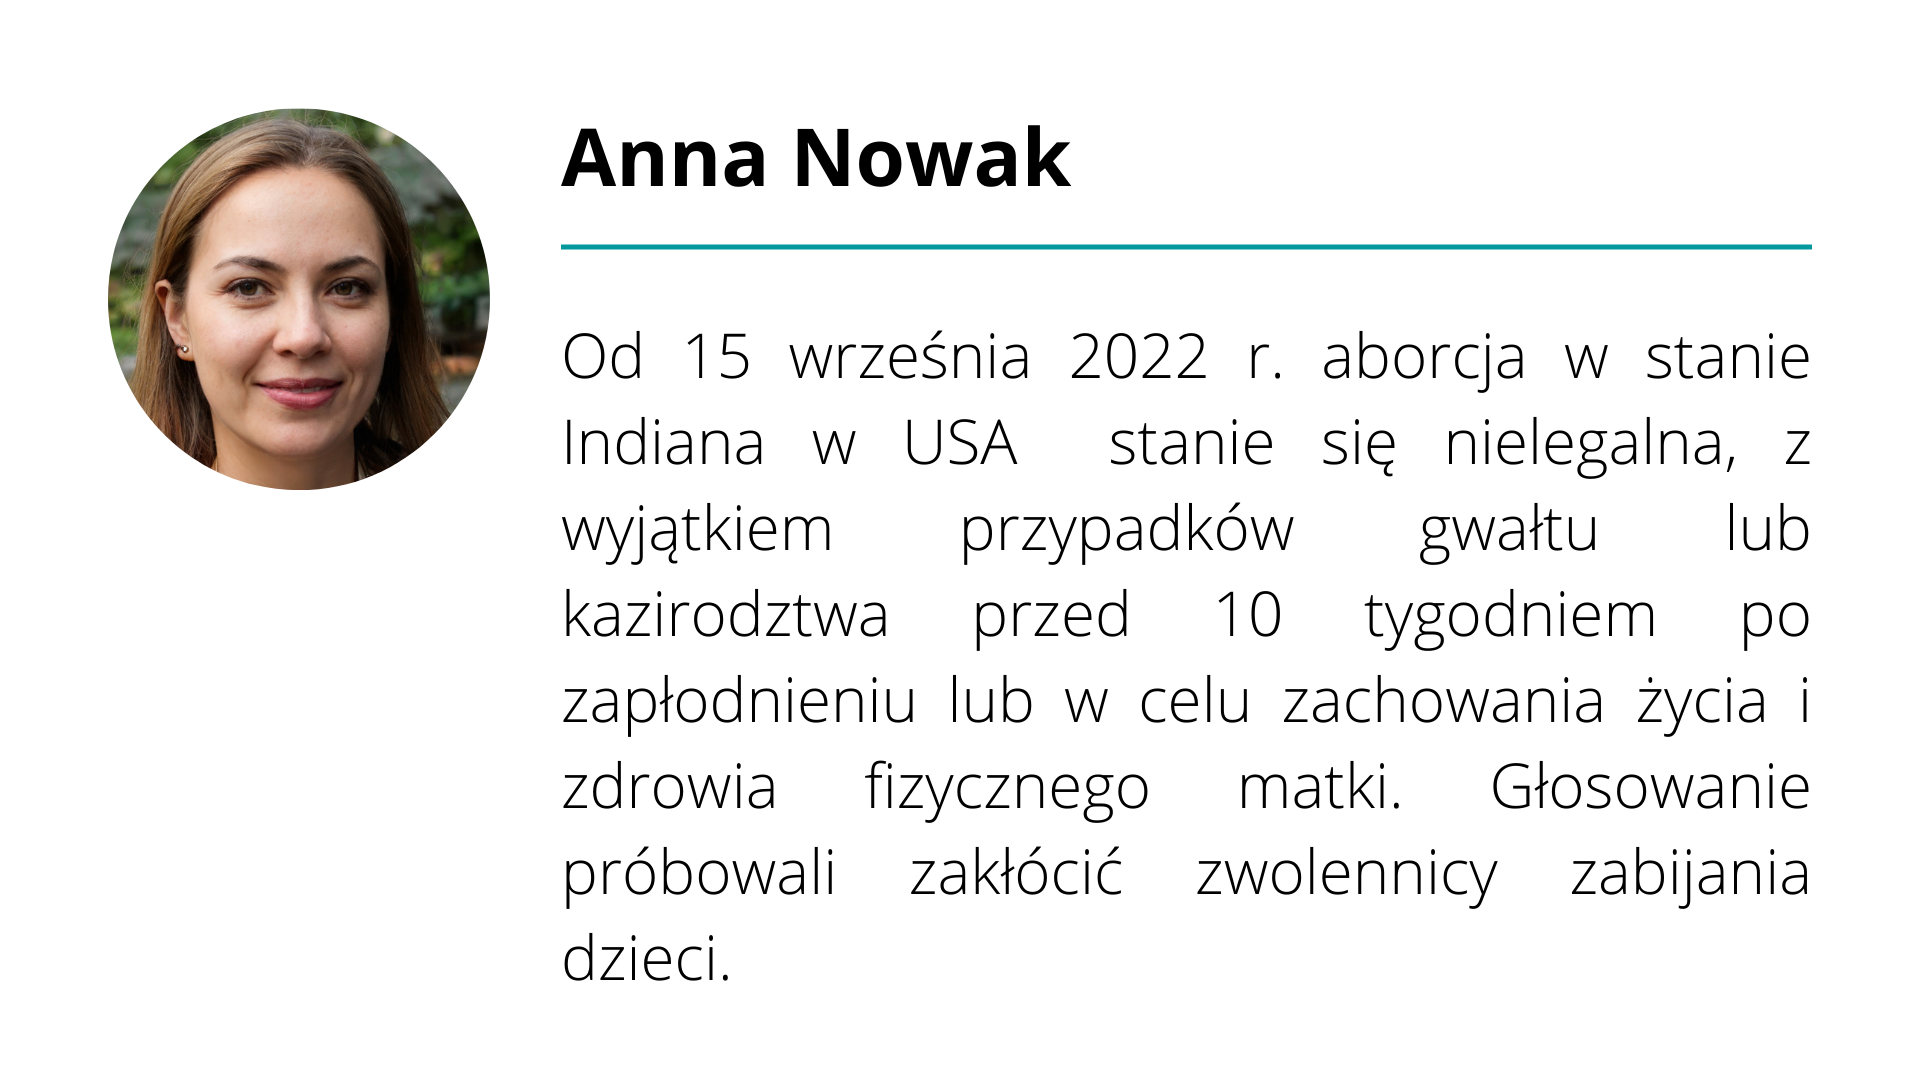 Anna Nowak
Od 15 września 2022 r. aborcja w stanie
Indiana w USA stanie się nielegalna, z
wyjątkiem przypadków gwałtu lub
kazirodztwa przed 10 tygodniem po
zapłodnieniu lub w celu zachowania życia i
zdrowia fizycznego matki. Głosowanie
próbowali zakłócić zwolennicy zabijania
dzieci.